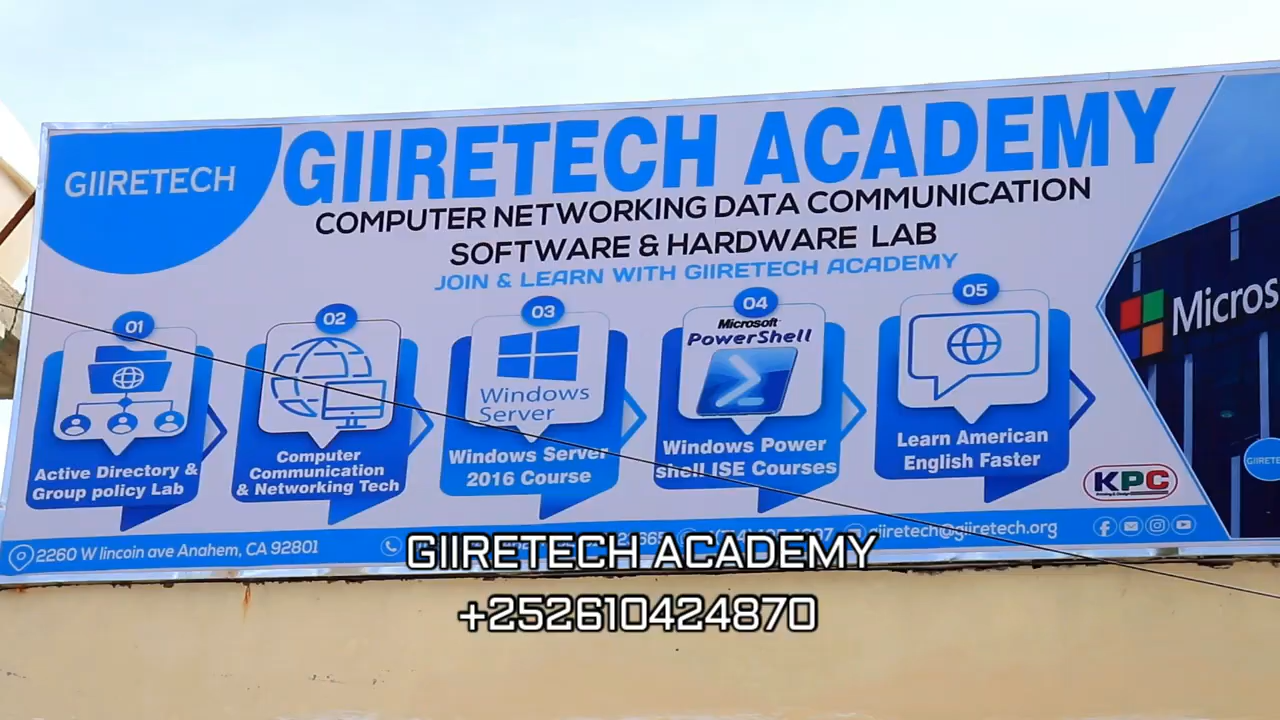 GIIRETECH
GIIRETECH ACADEMY
COMPUTER NETWORKING DATA COMMUNICATION
SOFTWARE & HARDWARE LAB
JOIN & LEARN WITH GIIRETECH ACADEMY
01
Active Directory &
Group policy Lab
02
Computer
Communication
& Networking Tech
03
Windows
Server
Windows Server
2016 Course
04
Microsoft
PowerShell
Windows Power
shell ISE Courses
05
Learn American
English Faster
Micros
GIIRETE
KPC
2260 W lincoin ave Anahem, CA 92801
giiretech@giiretech.org
GIIRETECH ACADEMY
+252610424870